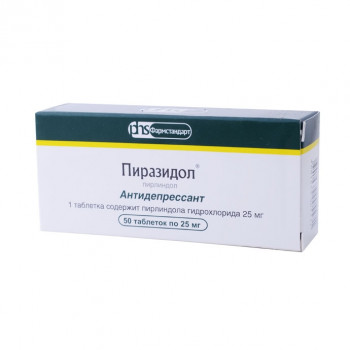 phs Фармстандарт
Пиразидол®
пирлиндол
Антидепрессант
1 таблетка содержит пирлиндола гидрохлорида 25 мг
50 таблеток по 25 мг